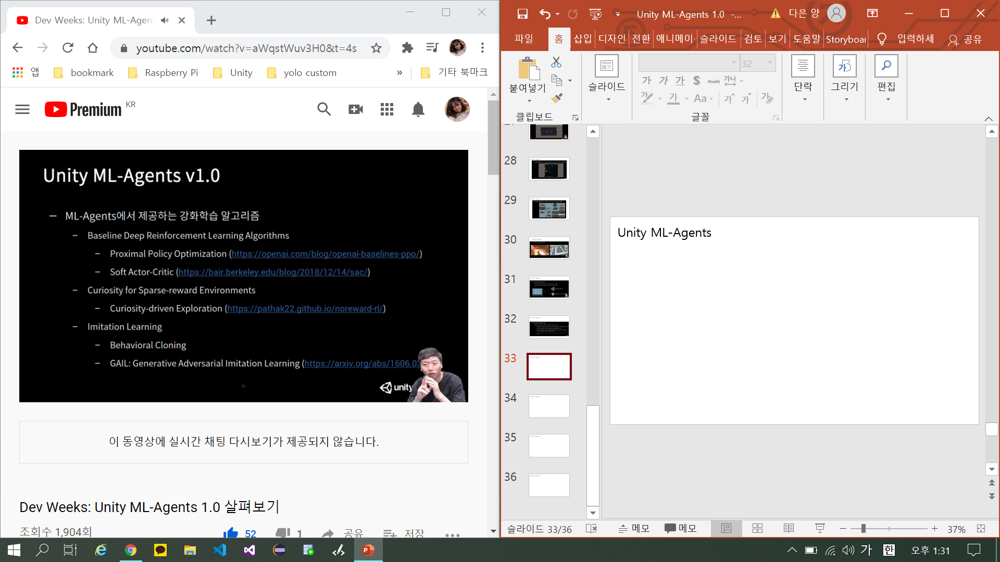 Dev Weeks: Unity ML-Agen
youtube.com/watch?v=aWqstWuv3H0&t=4s
앱
bookmark
Raspberry Pi
Unity
yolo custom
»
기타 북마크
Premium KR
Unity ML-Agents v1.0
– ML-Agents에서 제공하는 강화학습 알고리즘
– Baseline Deep Reinforcement Learning Algorithms
– Proximal Policy Optimization (https://openai.com/blog/openai-baselines-ppo/)
– Soft Actor-Critic (https://bair.berkeley.edu/blog/2018/12/14/sac/)
– Curiosity for Sparse-reward Environments
– Curiosity-driven Exploration (https://pathak22.github.io/noreward-rl/)
– Imitation Learning
– Behavioral Cloning
– GAIL: Generative Adversarial Imitation Learning (https://arxiv.org/abs/1606.03
51
unity
이 동영상에 실시간 채팅 다시보기가 제공되지 않습니다.
Dev Weeks: Unity ML-Agents 1.0 살펴보기
조회수 1,904회
52
1
공유
저장
Unity ML-Agents 1.0 -...
다운 양
파일 홈 삽입 디자인 전환 애니메이 슬라이드 검토 보기 도움말 Storyboar 입력하세 공유
붙여넣기
클립보드
슬라이드
32
가 가 가 S 가나다 간나
가 가 Aa 가 가 가
글꼴
단락
그리기
편집
28
29
30
31
32
33
34
35
36
Unity ML-Agents
슬라이드 33/36
메모
메모
37%
가
한
오후 1:31